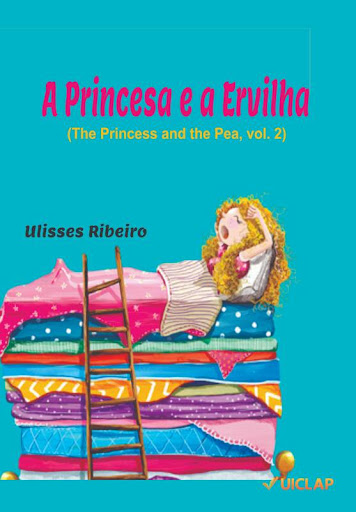 A Princesa e a Ervilha
(The Princess and the Pea, vol. 2)
Ulisses Ribeiro
UICLAP